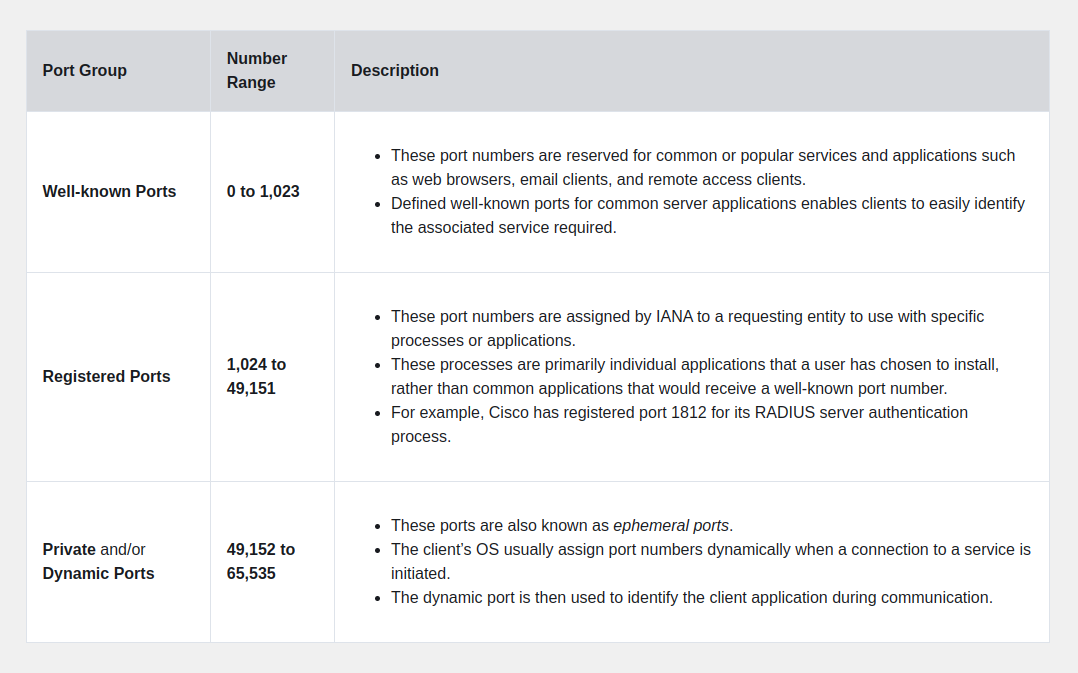 Port Group
Number
Range
Description
Well-known Ports
0 to 1,023
• These port numbers are reserved for common or popular services and applications such
as web browsers, email clients, and remote access clients.
• Defined well-known ports for common server applications enables clients to easily identify
the associated service required.
Registered Ports
1,024 to
49,151
• These port numbers are assigned by IANA to a requesting entity to use with specific
processes or applications.
• These processes are primarily individual applications that a user has chosen to install,
rather than common applications that would receive a well-known port number.
• For example, Cisco has registered port 1812 for its RADIUS server authentication
process.
Private and/or
Dynamic Ports
49,152 to
65,535
• These ports are also known as ephemeral ports.
• The client’s OS usually assign port numbers dynamically when a connection to a service is
initiated.
• The dynamic port is then used to identify the client application during communication.